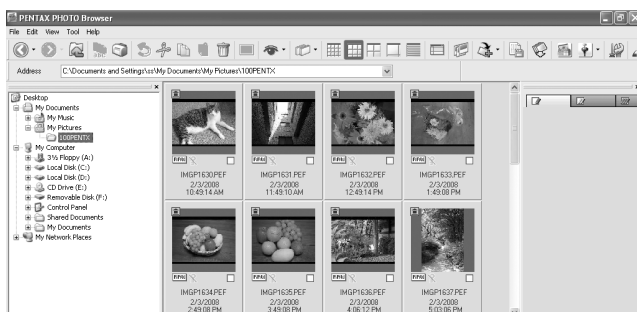 PENTAX PHOTO Browser
File Edit View Tool Help
Address C:\Documents and Settings\ss\My Documents\My Pictures\100PENTX
Desktop
My Documents
My Music
My Pictures
100PENTX
My Computer
3½ Floppy (A:)
Local Disk (C:)
Local Disk (D:)
CD Drive (E:)
Removable Disk (F:)
Control Panel
Shared Documents
My Documents
My Network Places
IMGP1630.PEF IMGP1631.PEF IMGP1632.PEF IMGP1633.PEF
2/3/2008 2/3/2008 2/3/2008 2/3/2008
10:49:14 AM 11:49:10 AM 12:49:14 PM 1:49:08 PM
IMGP1634.PEF IMGP1635.PEF IMGP1636.PEF IMGP1637.PEF
2/3/2008 2/3/2008 2/3/2008 2/3/2008
2:49:08 PM 3:49:08 PM 4:06:12 PM 5:03:06 PM